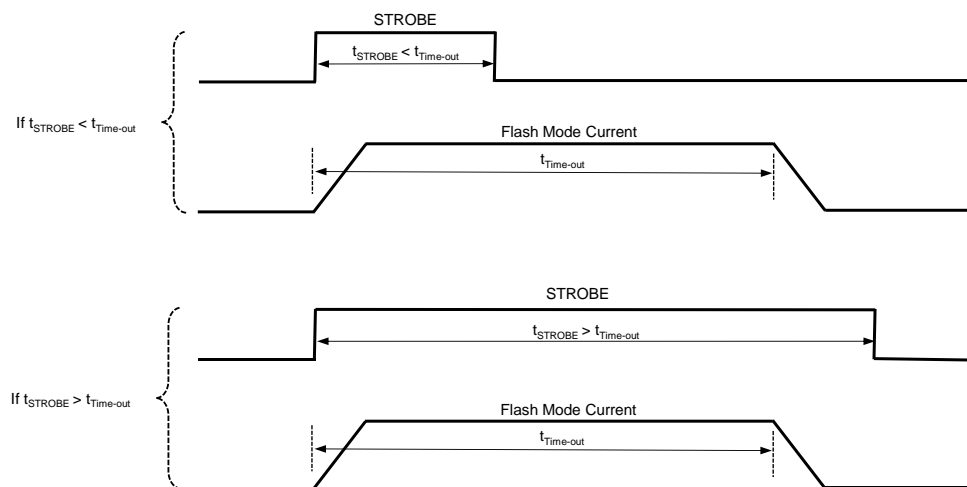 STROBE
tSTROBE < tTime-out
If tSTROBE < tTime-out
Flash Mode Current
tTime-out
STROBE
tSTROBE > tTime-out
If tSTROBE > tTime-out
Flash Mode Current
tTime-out